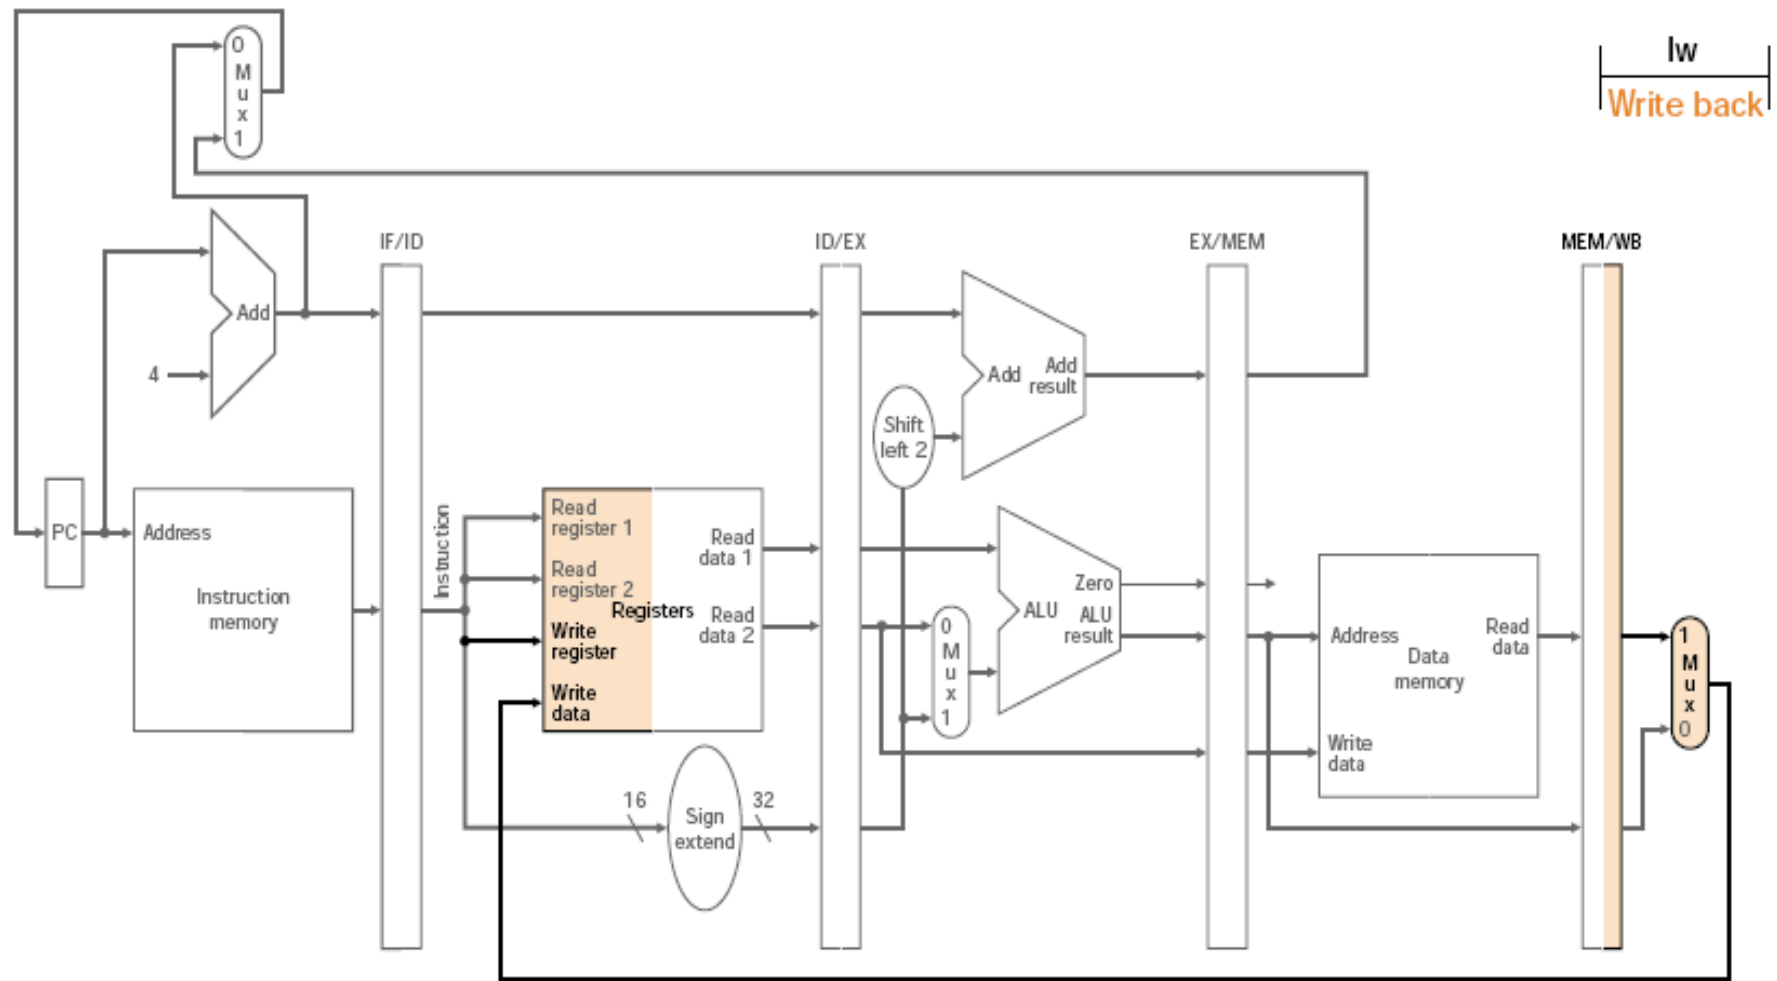 lw
Write back
0
M
u
x
1
IF/ID
ID/EX
EX/MEM
MEM/WB
Add
4
Add
Add
result
Shift
left 2
PC
Address
Instruction
memory
Instruction
Read
register 1
Read
register 2
Write
register
Write
data
Registers
Read
data 1
Read
data 2
16
Sign
extend
32
0
M
u
x
1
Zero
ALU
ALU
result
Address
Read
data
Data
memory
Write
data
1
M
u
x
0